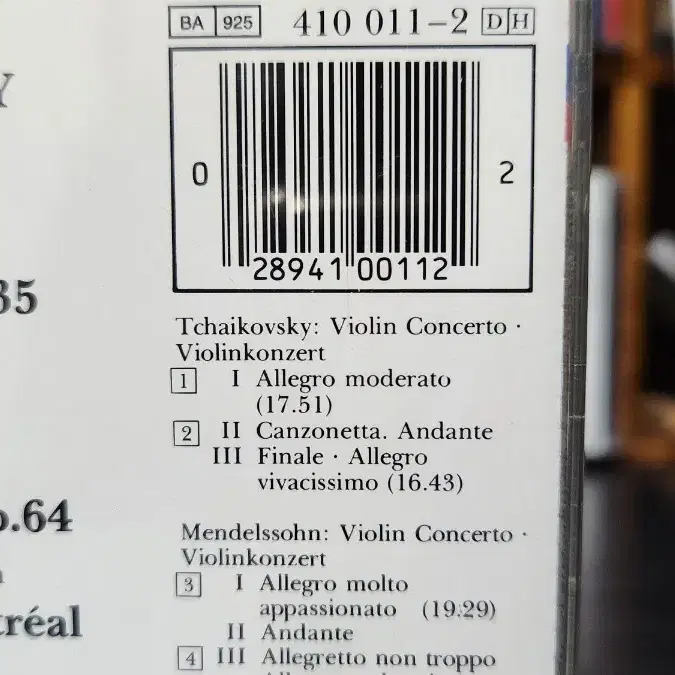 BA 925 410 011-2 DH
0 2
28941 00112
Y
35
Tchaikovsky: Violin Concerto ·
Violinkonzert
1 I Allegro moderato
(17.51)
2 II Canzonetta. Andante
III Finale · Allegro
vivacissimo (16.43)
o.64
tréal
Mendelssohn: Violin Concerto ·
Violinkonzert
3 I Allegro molto
appassionato (19.29)
II Andante
4 III Allegretto non troppo